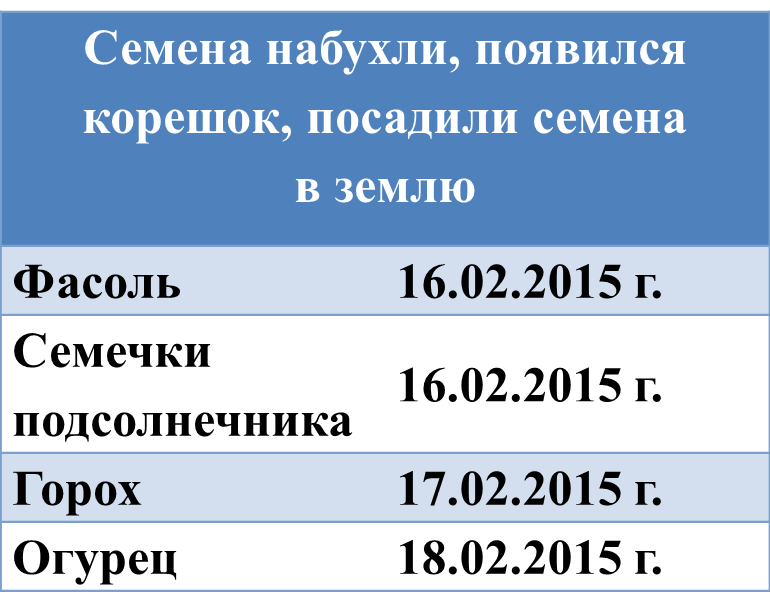 Семена набухли, появился
корешок, посадили семена
в землю
Фасоль 16.02.2015 г.
Семечки
подсолнечника 16.02.2015 г.
Горох 17.02.2015 г.
Огурец 18.02.2015 г.